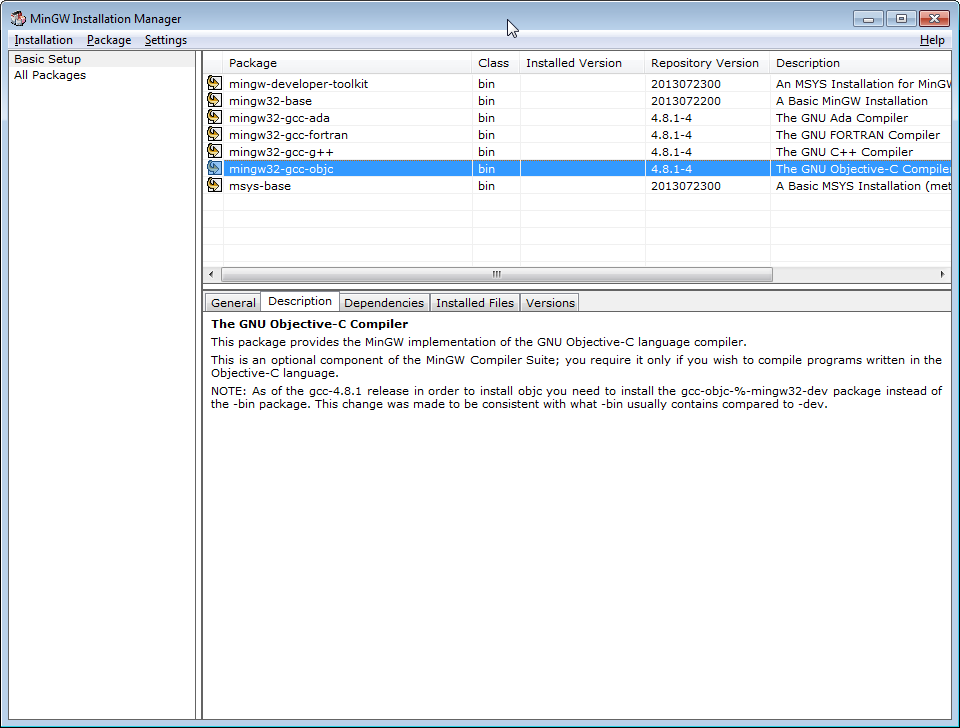 MinGW Installation Manager
Installation Package Settings Help
Basic Setup
All Packages
Package Class Installed Version Repository Version Description
mingw-developer-toolkit bin 2013072300 An MSYS Installation for MinGW
mingw32-base bin 2013072200 A Basic MinGW Installation
mingw32-gcc-ada bin 4.8.1-4 The GNU Ada Compiler
mingw32-gcc-fortran bin 4.8.1-4 The GNU FORTRAN Compiler
mingw32-gcc-g++ bin 4.8.1-4 The GNU C++ Compiler
mingw32-gcc-objc bin 4.8.1-4 The GNU Objective-C Compiler
msys-base bin 2013072300 A Basic MSYS Installation (met
General Description Dependencies Installed Files Versions
The GNU Objective-C Compiler
This package provides the MinGW implementation of the GNU Objective-C language compiler.
This is an optional component of the MinGW Compiler Suite; you require it only if you wish to compile programs written in the
Objective-C language.
NOTE: As of the gcc-4.8.1 release in order to install objc you need to install the gcc-objc-%-mingw32-dev package instead of
the -bin package. This change was made to be consistent with what -bin usually contains compared to -dev.